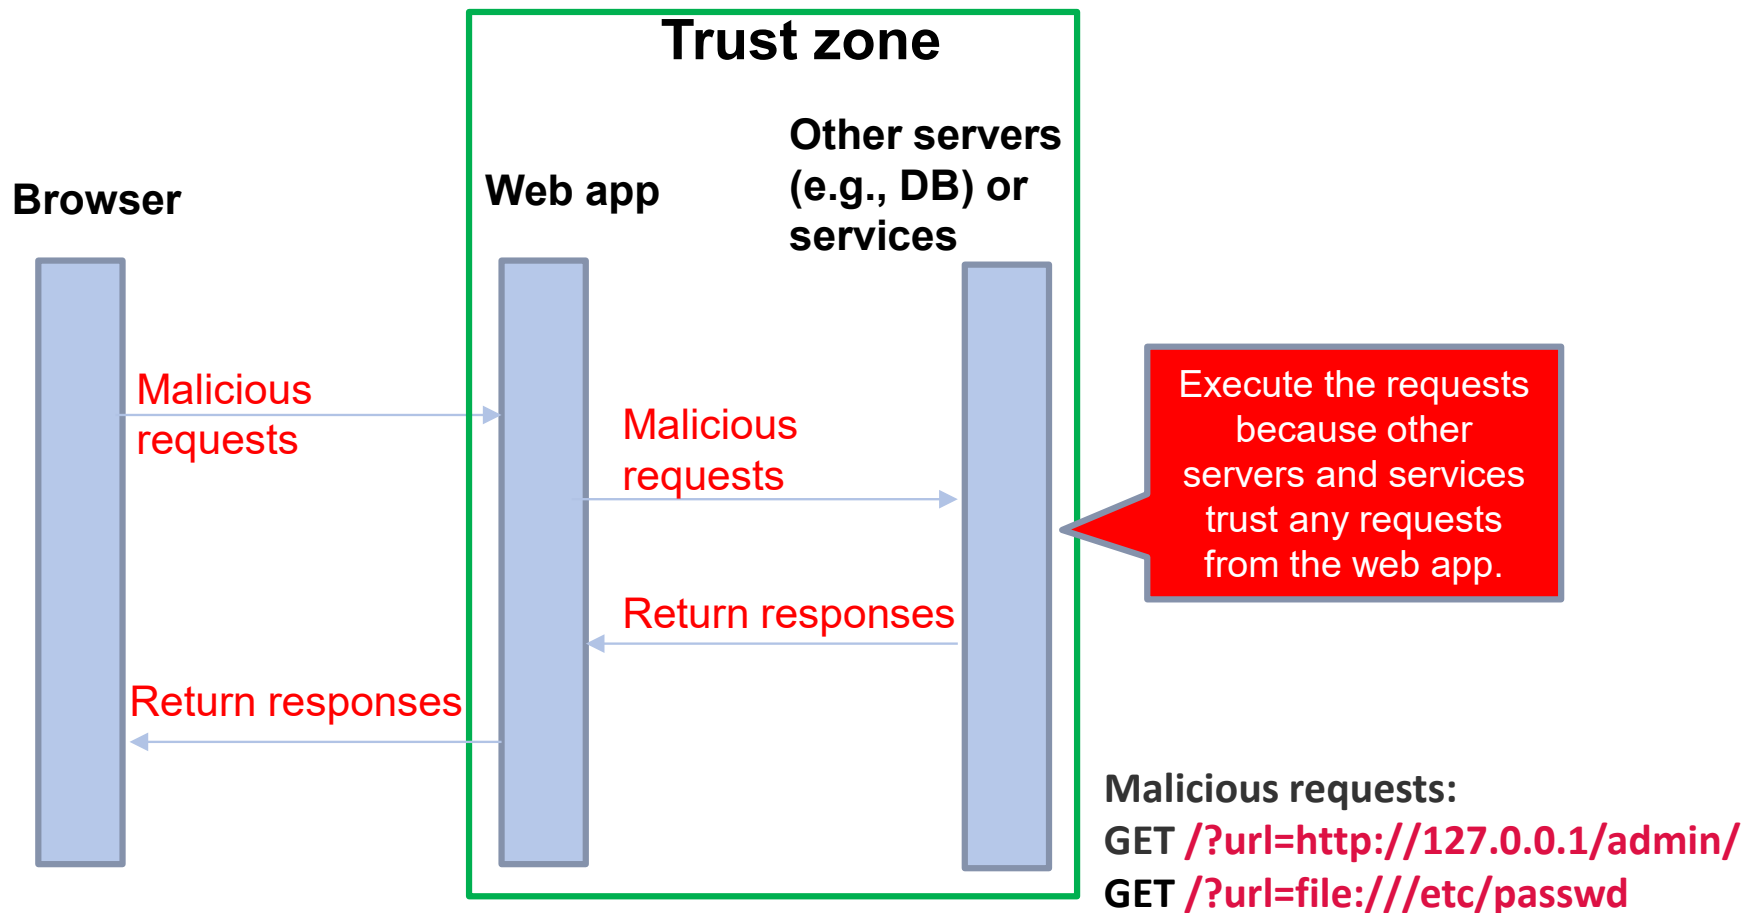 Trust zone
Browser
Web app
Other servers
(e.g., DB) or
services
Malicious
requests
Malicious
requests
Execute the requests
because other
servers and services
trust any requests
from the web app.
Return responses
Return responses
Malicious requests:
GET /?url=http://127.0.0.1/admin/
GET /?url=file:///etc/passwd